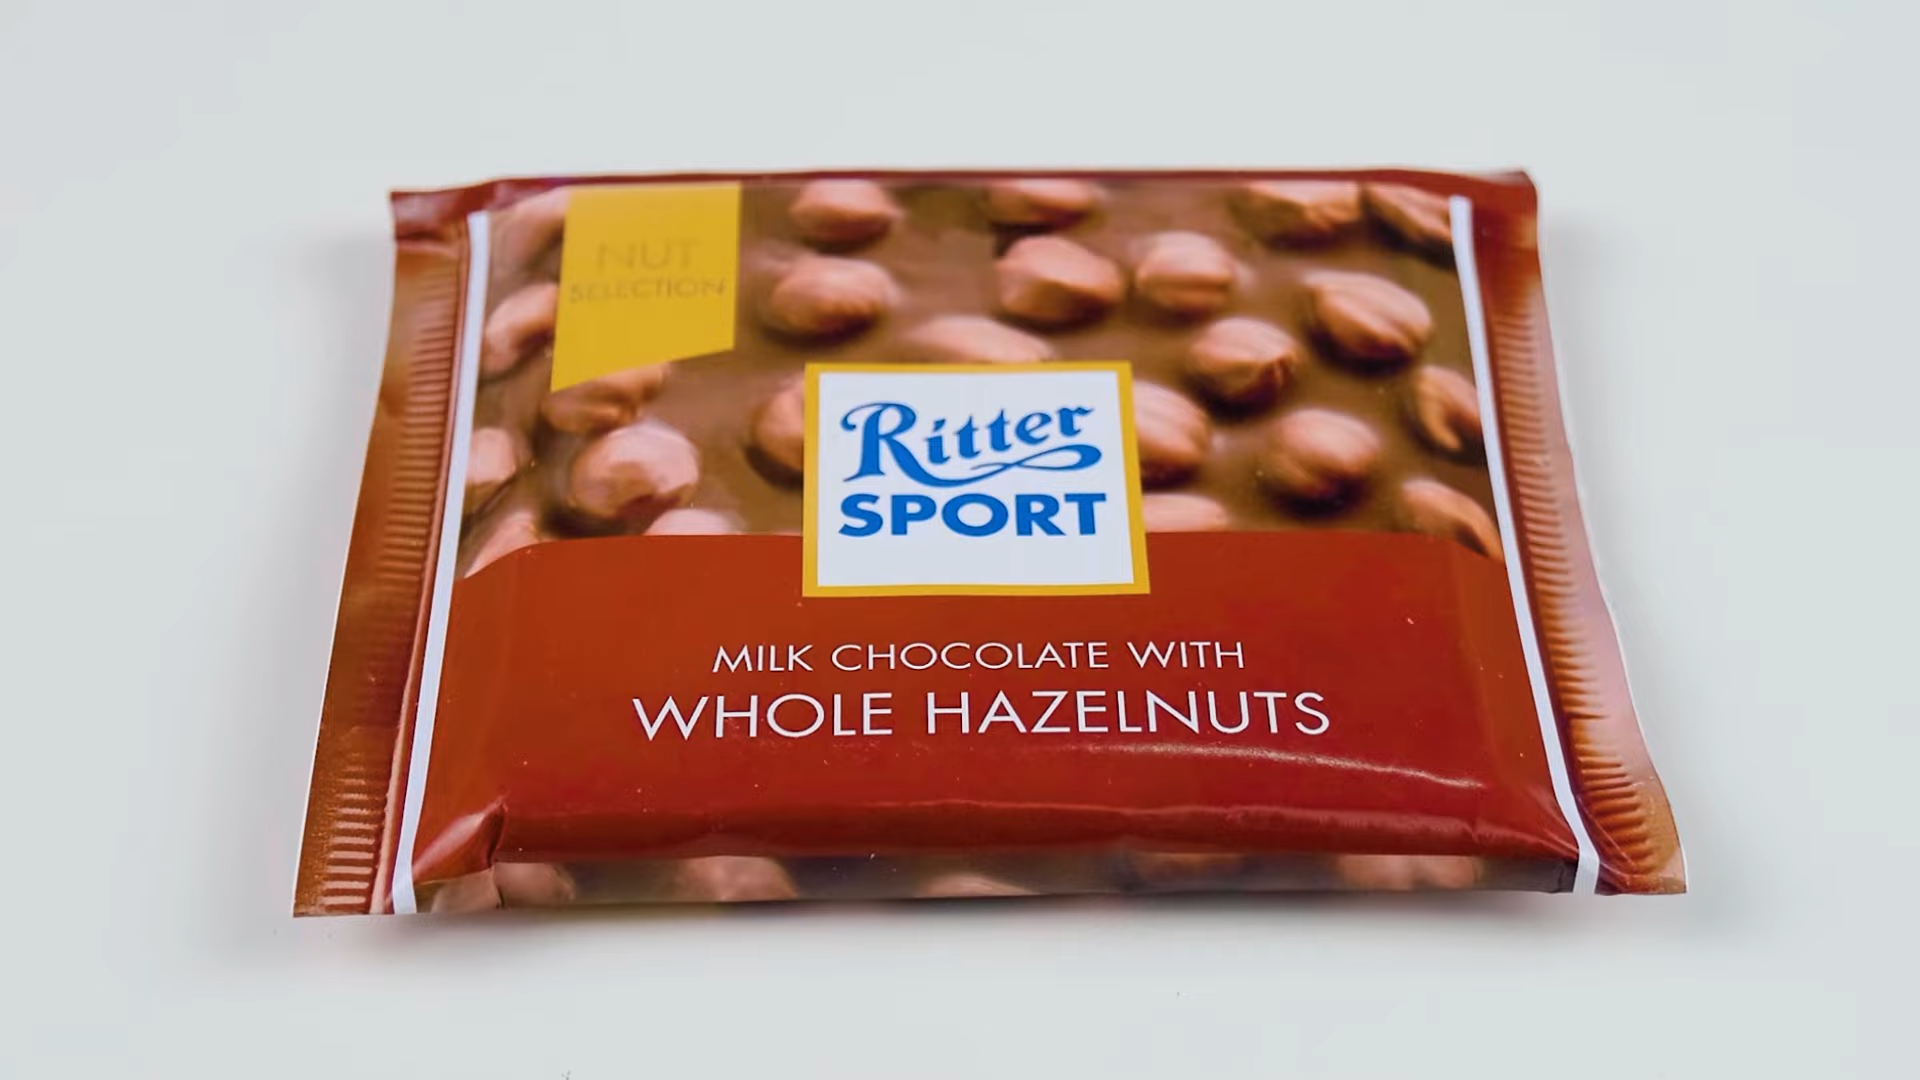 NUT
SELECTION
Ritter
SPORT
MILK CHOCOLATE WITH
WHOLE HAZELNUTS